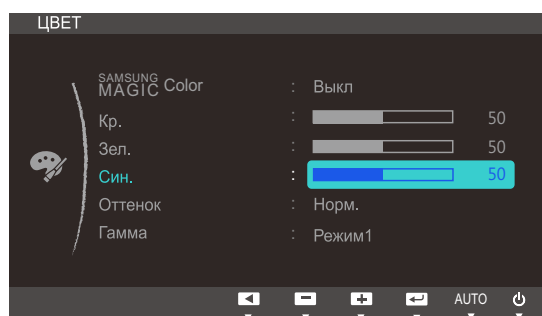 ЦВЕТ
SAMSUNG MAGIC Color : Выкл
Кр. : 50
Зел. : 50
Син. : 50
Оттенок : Норм.
Гамма : Режим1
AUTO